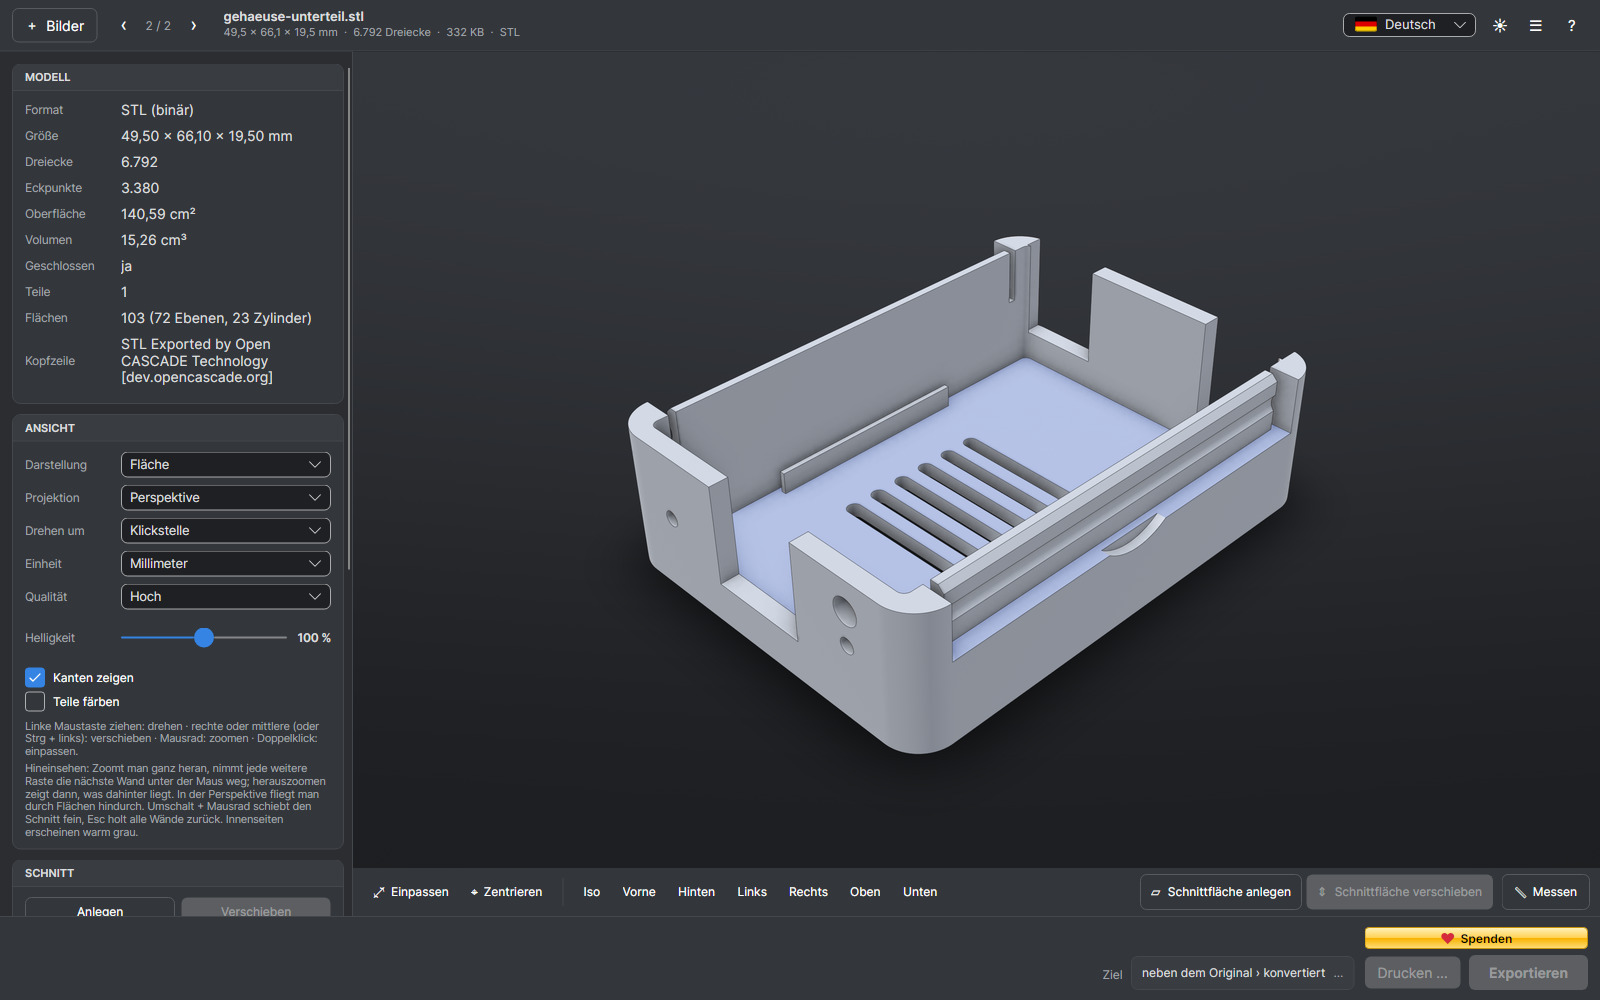 + Bilder
‹ 2 / 2 ›
gehaeuse-unterteil.stl
49,5 × 66,1 × 19,5 mm · 6.792 Dreiecke · 332 KB · STL
Deutsch
?
MODELL
Format STL (binär)
Größe 49,50 × 66,10 × 19,50 mm
Dreiecke 6.792
Eckpunkte 3.380
Oberfläche 140,59 cm²
Volumen 15,26 cm³
Geschlossen ja
Teile 1
Flächen 103 (72 Ebenen, 23 Zylinder)
Kopfzeile STL Exported by Open
CASCADE Technology
[dev.opencascade.org]
ANSICHT
Darstellung Fläche
Projektion Perspektive
Drehen um Klickstelle
Einheit Millimeter
Qualität Hoch
Helligkeit 100 %
Kanten zeigen
Teile färben
Linke Maustaste ziehen: drehen · rechte oder mittlere (oder
Strg + links): verschieben · Mausrad: zoomen · Doppelklick:
einpassen.
Hineinsehen: Zoomt man ganz heran, nimmt jede weitere
Raste die nächste Wand unter der Maus weg; herauszoomen
zeigt dann, was dahinter liegt. In der Perspektive fliegt man
durch Flächen hindurch. Umschalt + Mausrad schiebt den
Schnitt fein, Esc holt alle Wände zurück. Innenseiten
erscheinen warm grau.
SCHNITT
Anlegen Verschieben
Einpassen Zentrieren Iso Vorne Hinten Links Rechts Oben Unten Schnittfläche anlegen Schnittfläche verschieben Messen
Spenden
Ziel neben dem Original › konvertiert ... Drucken ... Exportieren